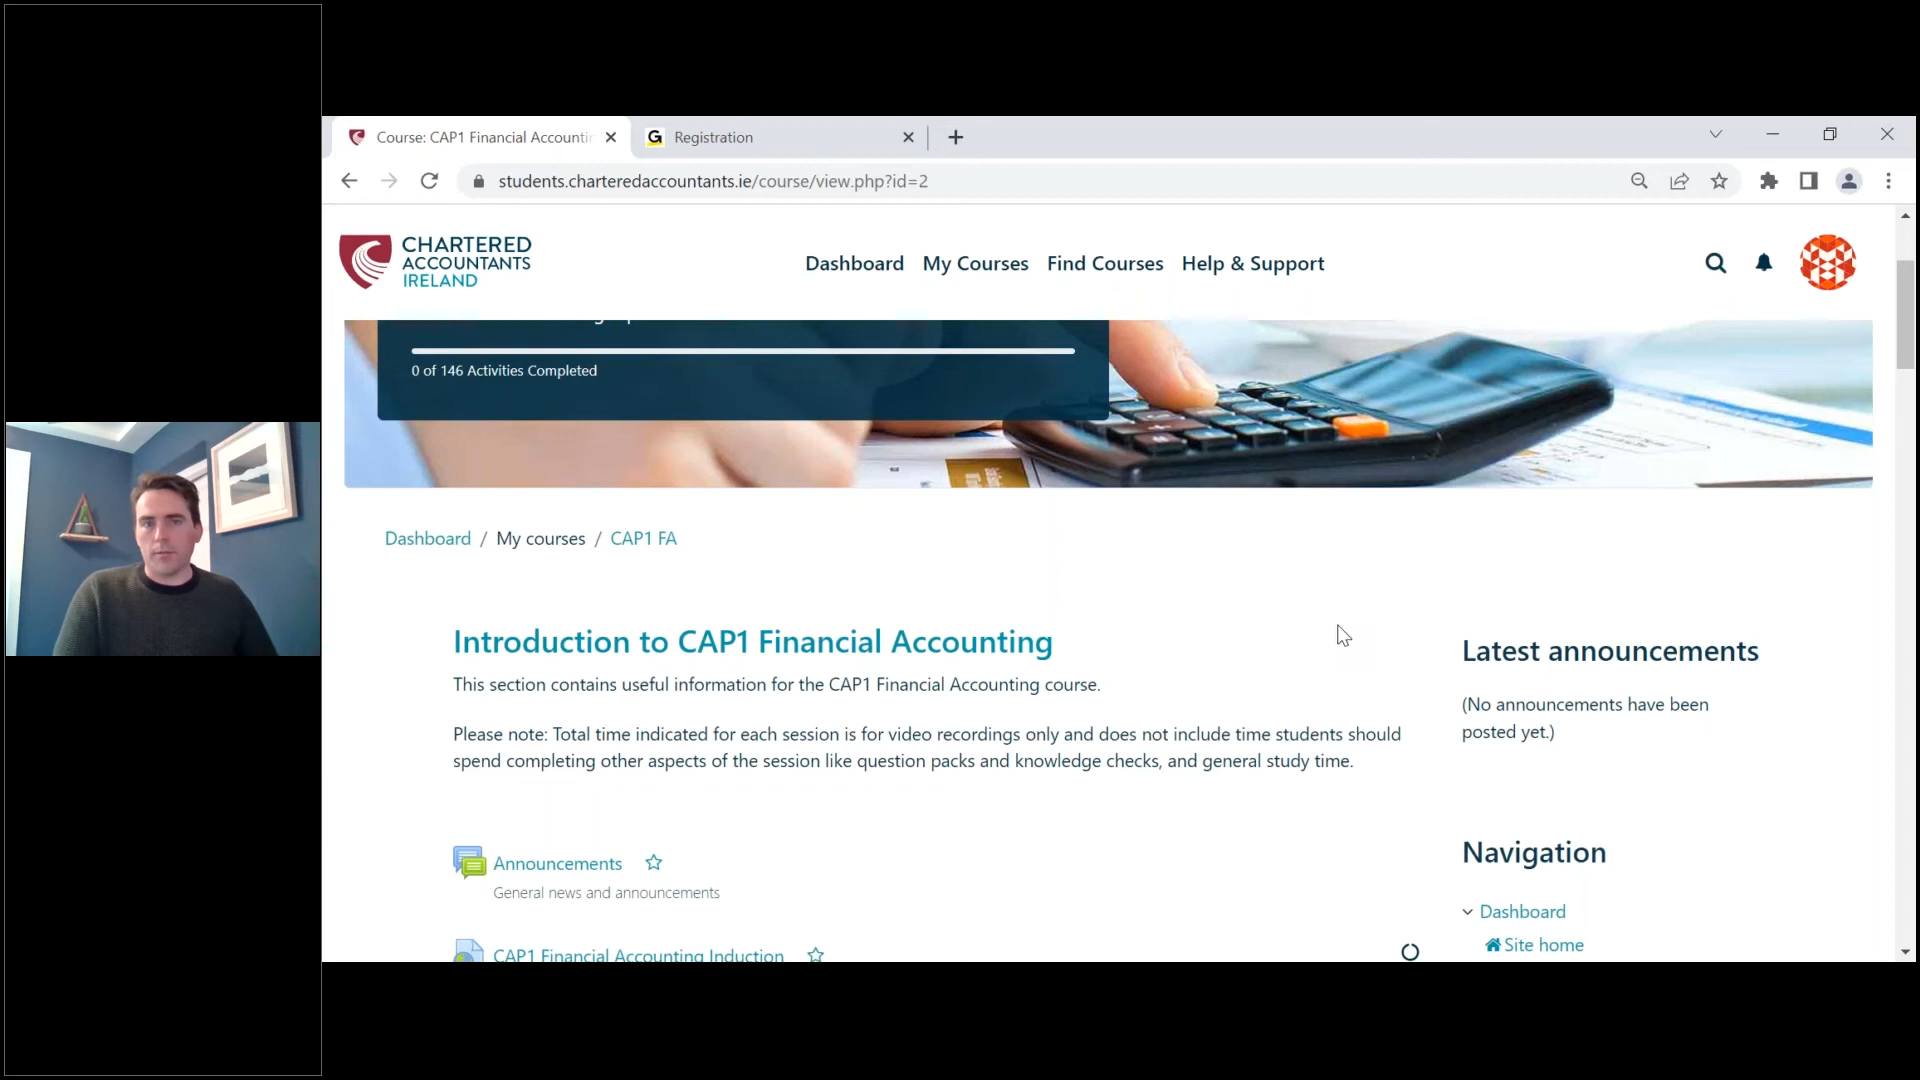 Course: CAP1 Financial Accountin
G Registration
students.charteredaccountants.ie/course/view.php?id=2
CHARTERED
ACCOUNTANTS
IRELAND
Dashboard My Courses Find Courses Help & Support
0 of 146 Activities Completed
Dashboard / My courses / CAP1 FA
Introduction to CAP1 Financial Accounting
This section contains useful information for the CAP1 Financial Accounting course.
Please note: Total time indicated for each session is for video recordings only and does not include time students should
spend completing other aspects of the session like question packs and knowledge checks, and general study time.
Announcements
General news and announcements
CAP1 Financial Accounting Induction
Latest announcements
(No announcements have been
posted yet.)
Navigation
Dashboard
Site home